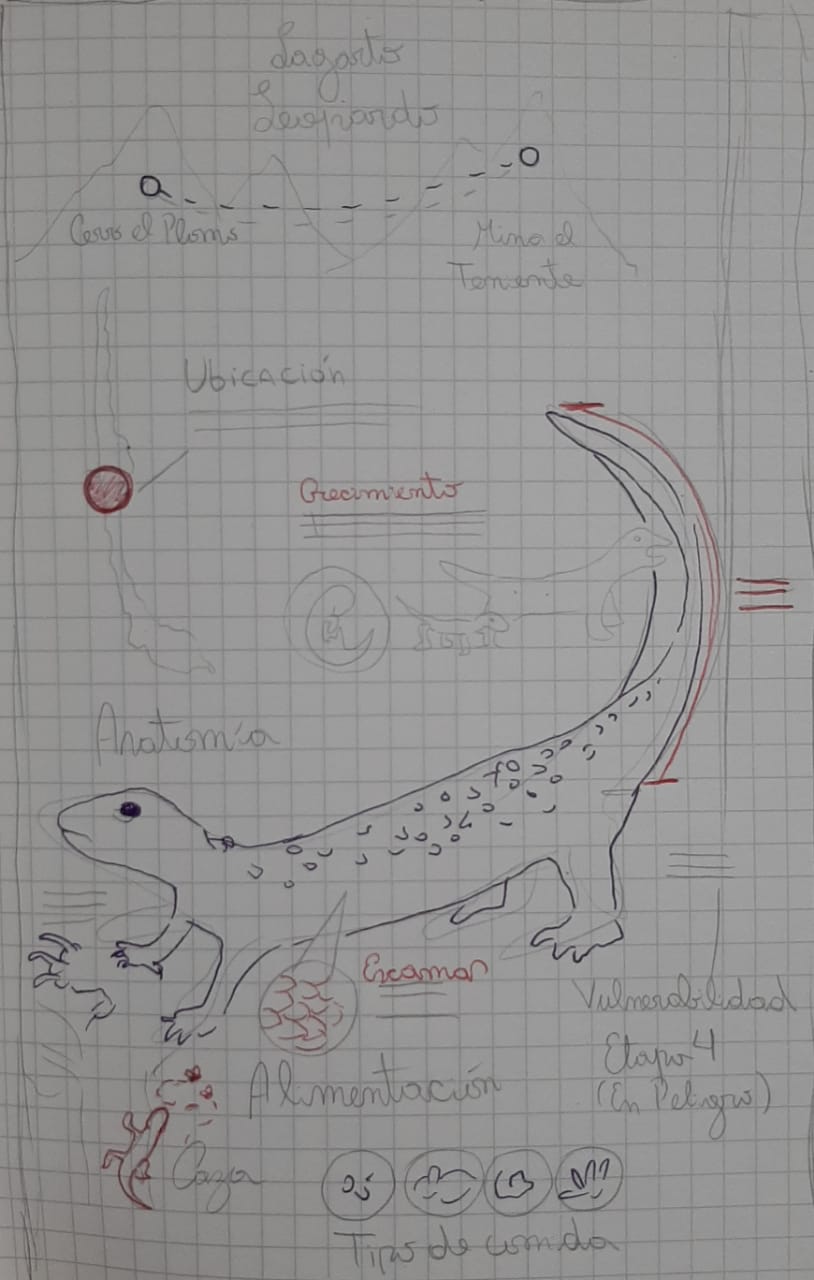 Lagarto
Leopardo
Cerro el Plomo
Mina el
Teniente
Ubicación
Crecimiento
Anatomía
Escamas
Vulnerabilidad
Etapa 4
(En Peligro)
Alimentación
Caza
Tipo de comida